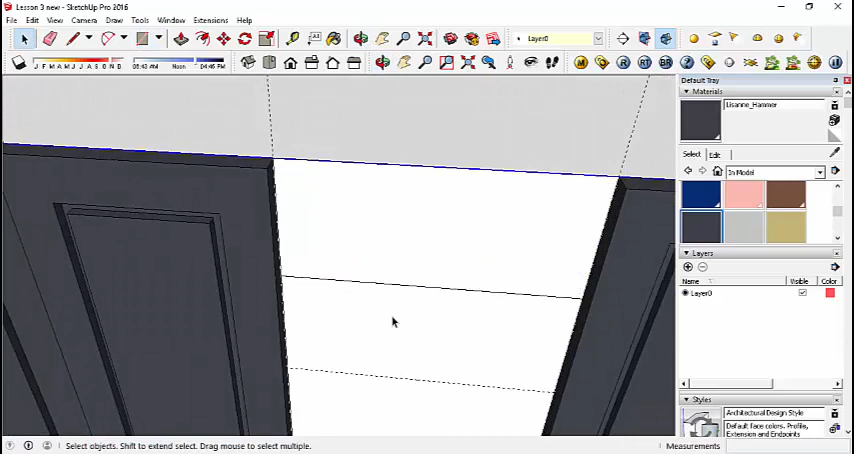 Lesson 3 new - SketchUp Pro 2016
File Edit View Camera Draw Tools Window Extensions Help
Layer0
J F M A M J J A S O N D 06:43 AM Noon 04:46 PM
Default Tray
Materials
Lisanne_Hammer
Select Edit
In Model
Layers
Name Visible Color
Layer0
Styles
Architectural Design Style
Default face colors. Profile,
Extension and Endpoints
Select objects. Shift to extend select. Drag mouse to select multiple.
Measurements